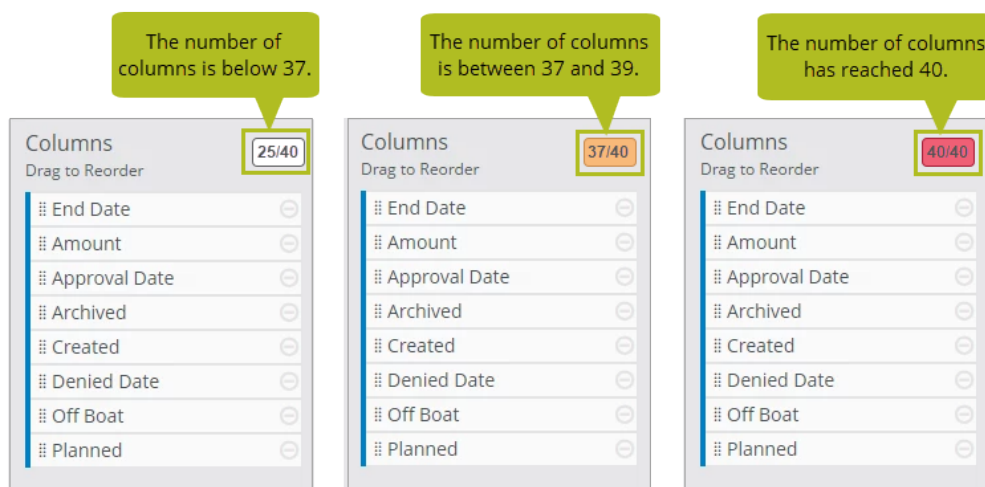 The number of
columns is below 37.
The number of columns
is between 37 and 39.
The number of columns
has reached 40.
Columns
25/40
Drag to Reorder
End Date
Amount
Approval Date
Archived
Created
Denied Date
Off Boat
Planned
Columns
37/40
Drag to Reorder
End Date
Amount
Approval Date
Archived
Created
Denied Date
Off Boat
Planned
Columns
40/40
Drag to Reorder
End Date
Amount
Approval Date
Archived
Created
Denied Date
Off Boat
Planned